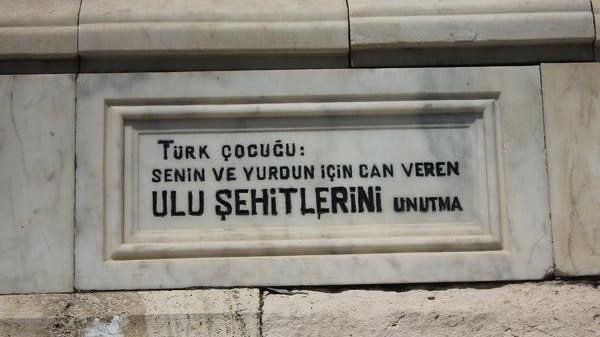 TÜRK ÇOCUĞU:
SENİN VE YURDUN İÇİN CAN VEREN
ULU ŞEHİTLERİNİ UNUTMA